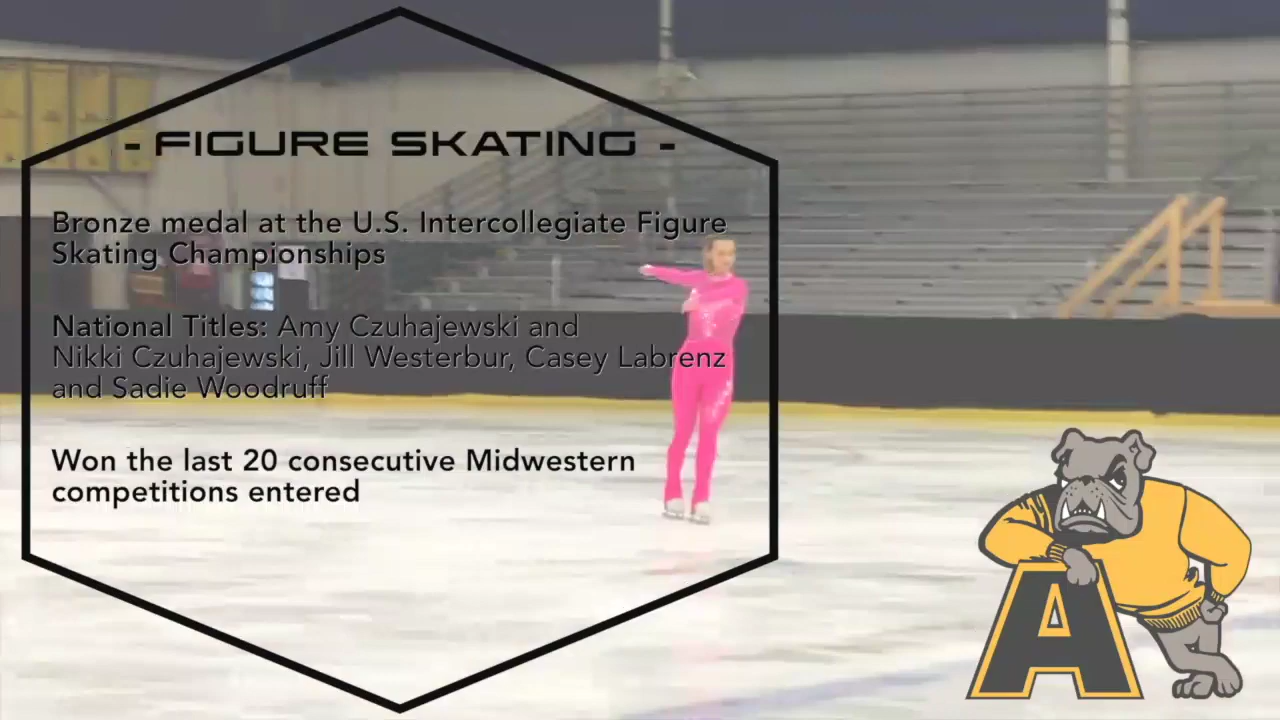 - FIGURE SKATING -
Bronze medal at the U.S. Intercollegiate Figure
Skating Championships
National Titles: Amy Czuhajewski and
Nikki Czuhajewski, Jill Westerbur, Casey Labrenz
and Sadie Woodruff
Won the last 20 consecutive Midwestern
competitions entered
A